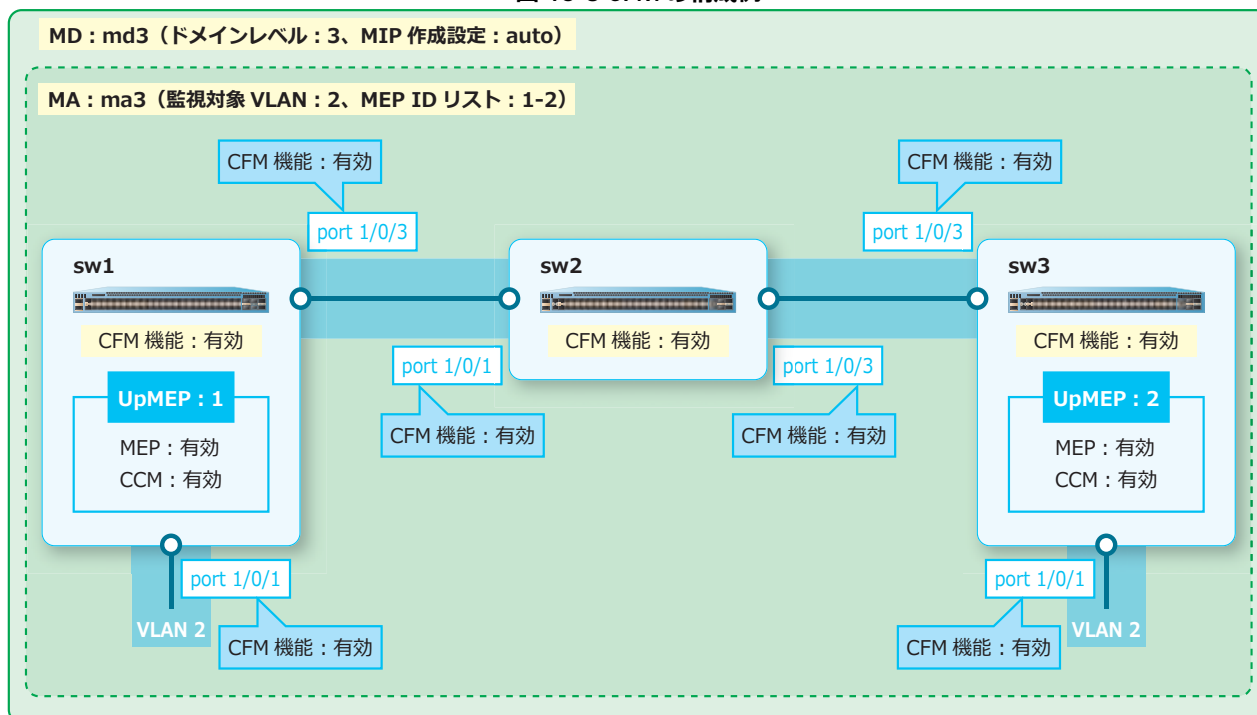 MD：md3（ドメインレベル：3、MIP 作成設定：auto）
MA：ma3（監視対象 VLAN：2、MEP ID リスト：1-2）
CFM 機能：有効
CFM 機能：有効
port 1/0/3
port 1/0/3
sw1
sw2
sw3
CFM 機能：有効
CFM 機能：有効
CFM 機能：有効
port 1/0/1
port 1/0/3
UpMEP：1
UpMEP：2
CFM 機能：有効
CFM 機能：有効
MEP：有効
CCM：有効
MEP：有効
CCM：有効
port 1/0/1
port 1/0/1
VLAN 2
VLAN 2
CFM 機能：有効
CFM 機能：有効